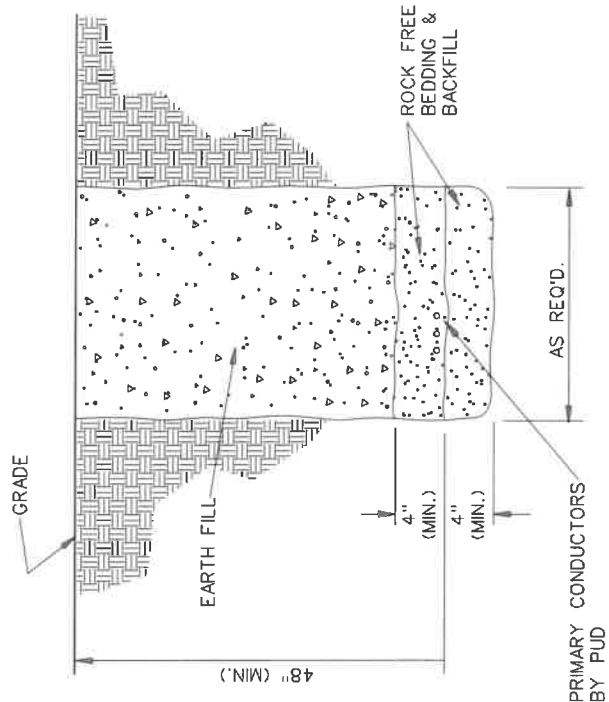 GRADE
EARTH FILL
48" (MIN.)
4"
(MIN.)
4"
(MIN.)
PRIMARY CONDUCTORS
BY PUD
AS REQ'D.
ROCK FREE
BEDDING &
BACKFILL